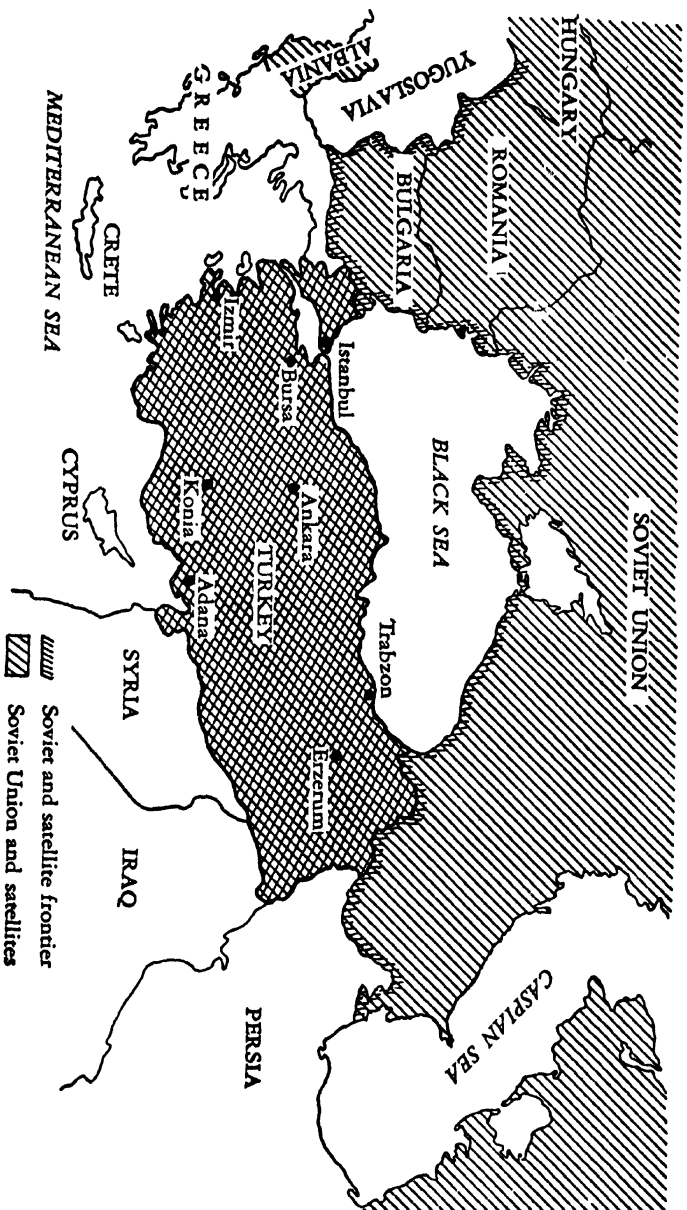 HUNGARY
SOVIET UNION
YUGOSLAVIA
ROMANIA
ALBANIA
BULGARIA
BLACK SEA
CASPIAN SEA
GREECE
Istanbul
Trabzon
Bursa
Ankara
Erzerum
Izmir
TURKEY
Konia
Adana
PERSIA
CRETE
MEDITERRANEAN SEA
CYPRUS
SYRIA
IRAQ
Soviet and satellite frontier
Soviet Union and satellites